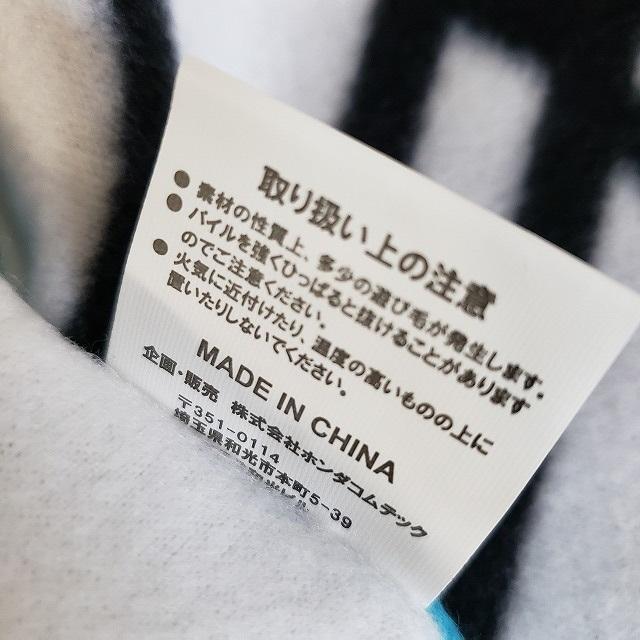 取り扱い上の注意
● 素材の性質上、多少の遊び毛が発生します。
● パイルを強くひっぱると抜けることがあります
のでご注意ください。
● 火気に近付けたり、温度の高いものの上に
置いたりしないでください。
MADE IN CHINA
企画・販売 株式会社ホンダコムテック
〒351-0114
埼玉県和光市本町5-39